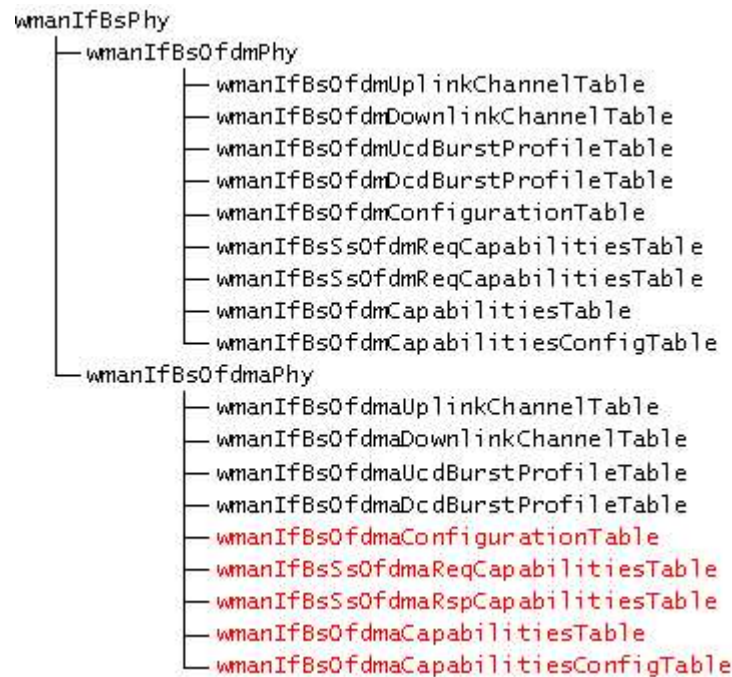 wmanIfBsPhy
wmanIfBsOfdmPhy
wmanIfBsOfdmUplinkChannelTable
wmanIfBsOfdmDownlinkChannelTable
wmanIfBsOfdmUcdBurstProfileTable
wmanIfBsOfdmDcdBurstProfileTable
wmanIfBsOfdmConfigurationTable
wmanIfBsSsOfdmReqCapabilitiesTable
wmanIfBsSsOfdmReqCapabilitiesTable
wmanIfBsOfdmCapabilitiesTable
wmanIfBsOfdmCapabilitiesConfigTable
wmanIfBsOfdmaPhy
wmanIfBsOfdmaUplinkChannelTable
wmanIfBsOfdmaDownlinkChannelTable
wmanIfBsOfdmaUcdBurstProfileTable
wmanIfBsOfdmaDcdBurstProfileTable
wmanIfBsOfdmaConfigurationTable
wmanIfBsSsOfdmaReqCapabilitiesTable
wmanIfBsSsOfdmaRspCapabilitiesTable
wmanIfBsOfdmaCapabilitiesTable
wmanIfBsOfdmaCapabilitiesConfigTable